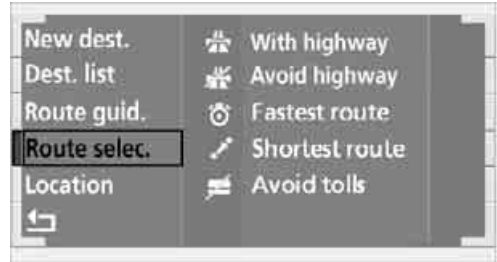 New dest.
Dest. list
Route guid.
Route selec.
Location
With highway
Avoid highway
Fastest route
Shortest route
Avoid tolls